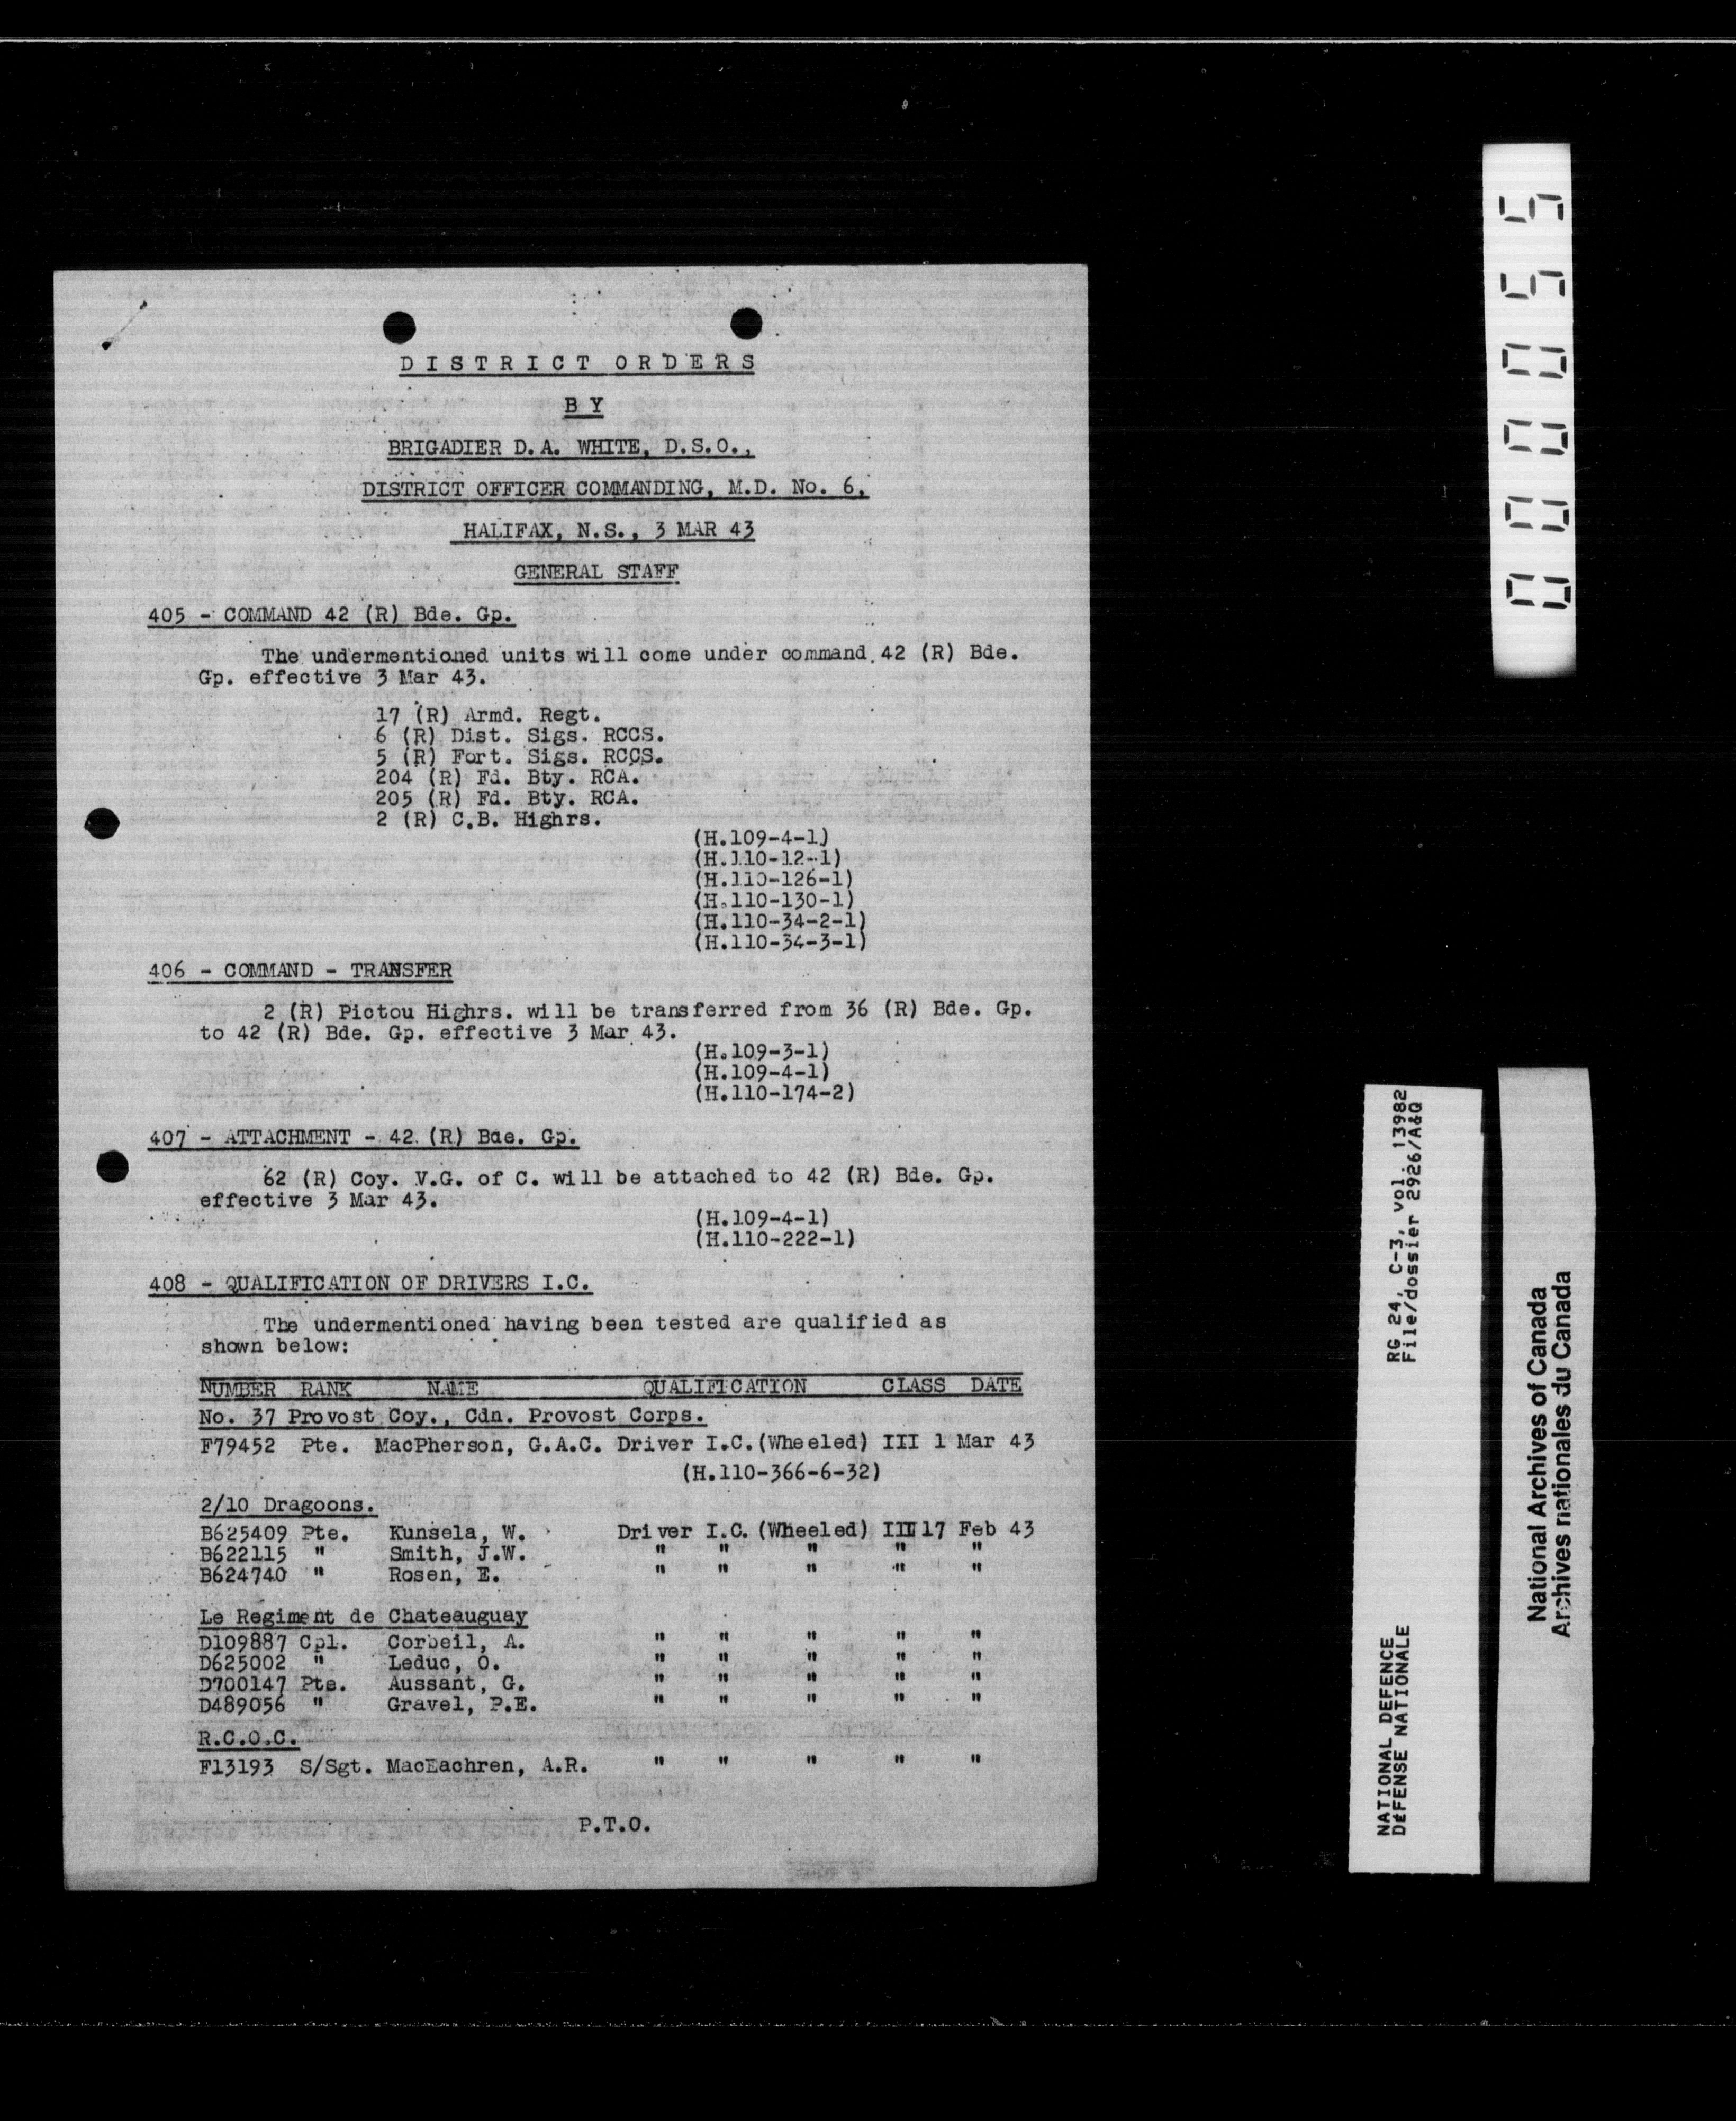 DISTRICT ORDERS
BY
BRIGADIER D.A. WHITE, D.S.O.,
DISTRICT OFFICER COMMANDING, M.D. No. 6,
HALIFAX, N.S., 3 MAR 43
GENERAL STAFF
405 - COMMAND 42 (R) Bde. Gp.
The undermentioned units will come under command 42 (R) Bde.
Gp. effective 3 Mar 43.
17 (R) Armd. Regt.
6 (R) Dist. Sigs. RCCS.
5 (R) Fort. Sigs. RCCS.
204 (R) Fd. Bty. RCA.
205 (R) Fd. Bty. RCA.
2 (R) C.B. Highrs.
(H.109-4-1)
(H.110-12-1)
(H.110-126-1)
(H.110-130-1)
(H.110-34-2-1)
(H.110-34-3-1)
406 - COMMAND - TRANSFER
2 (R) Pictou Highrs. will be transferred from 36 (R) Bde. Gp.
to 42 (R) Bde. Gp. effective 3 Mar 43.
(H.109-3-1)
(H.109-4-1)
(H.110-174-2)
407 - ATTACHMENT - 42 (R) Bde. Gp.
62 (R) Coy. V.G. of C. will be attached to 42 (R) Bde. Gp.
effective 3 Mar 43.
(H.109-4-1)
(H.110-222-1)
408 - QUALIFICATION OF DRIVERS I.C.
The undermentioned having been tested are qualified as
shown below:
NUMBER RANK NAME QUALIFICATION CLASS DATE
No. 37 Provost Coy., Cdn. Provost Corps.
F79452 Pte. MacPherson, G.A.C. Driver I.C.(Wheeled) III 1 Mar 43
(H.110-366-6-32)
2/10 Dragoons.
B625409 Pte. Kunsela, W. Driver I.C. (Wheeled) III 17 Feb 43
B622115 " Smith, J.W. " " " " "
B624740 " Rosen, E. " " " " "
Le Regiment de Chateauguay
D109887 Cpl. Corbeil, A. " " " " "
D625002 " Leduc, O. " " " " "
D700147 Pte. Aussant, G. " " " " "
D489056 " Gravel, P.E. " " " " "
R.C.O.C.
F13193 S/Sgt. MacEachren, A.R. " " " " "
P.T.O.
000055
RG 24, C-3, vol. 13982
File/dossier 2926/A&Q
NATIONAL DEFENCE
DÉFENSE NATIONALE
National Archives of Canada
Archives nationales du Canada